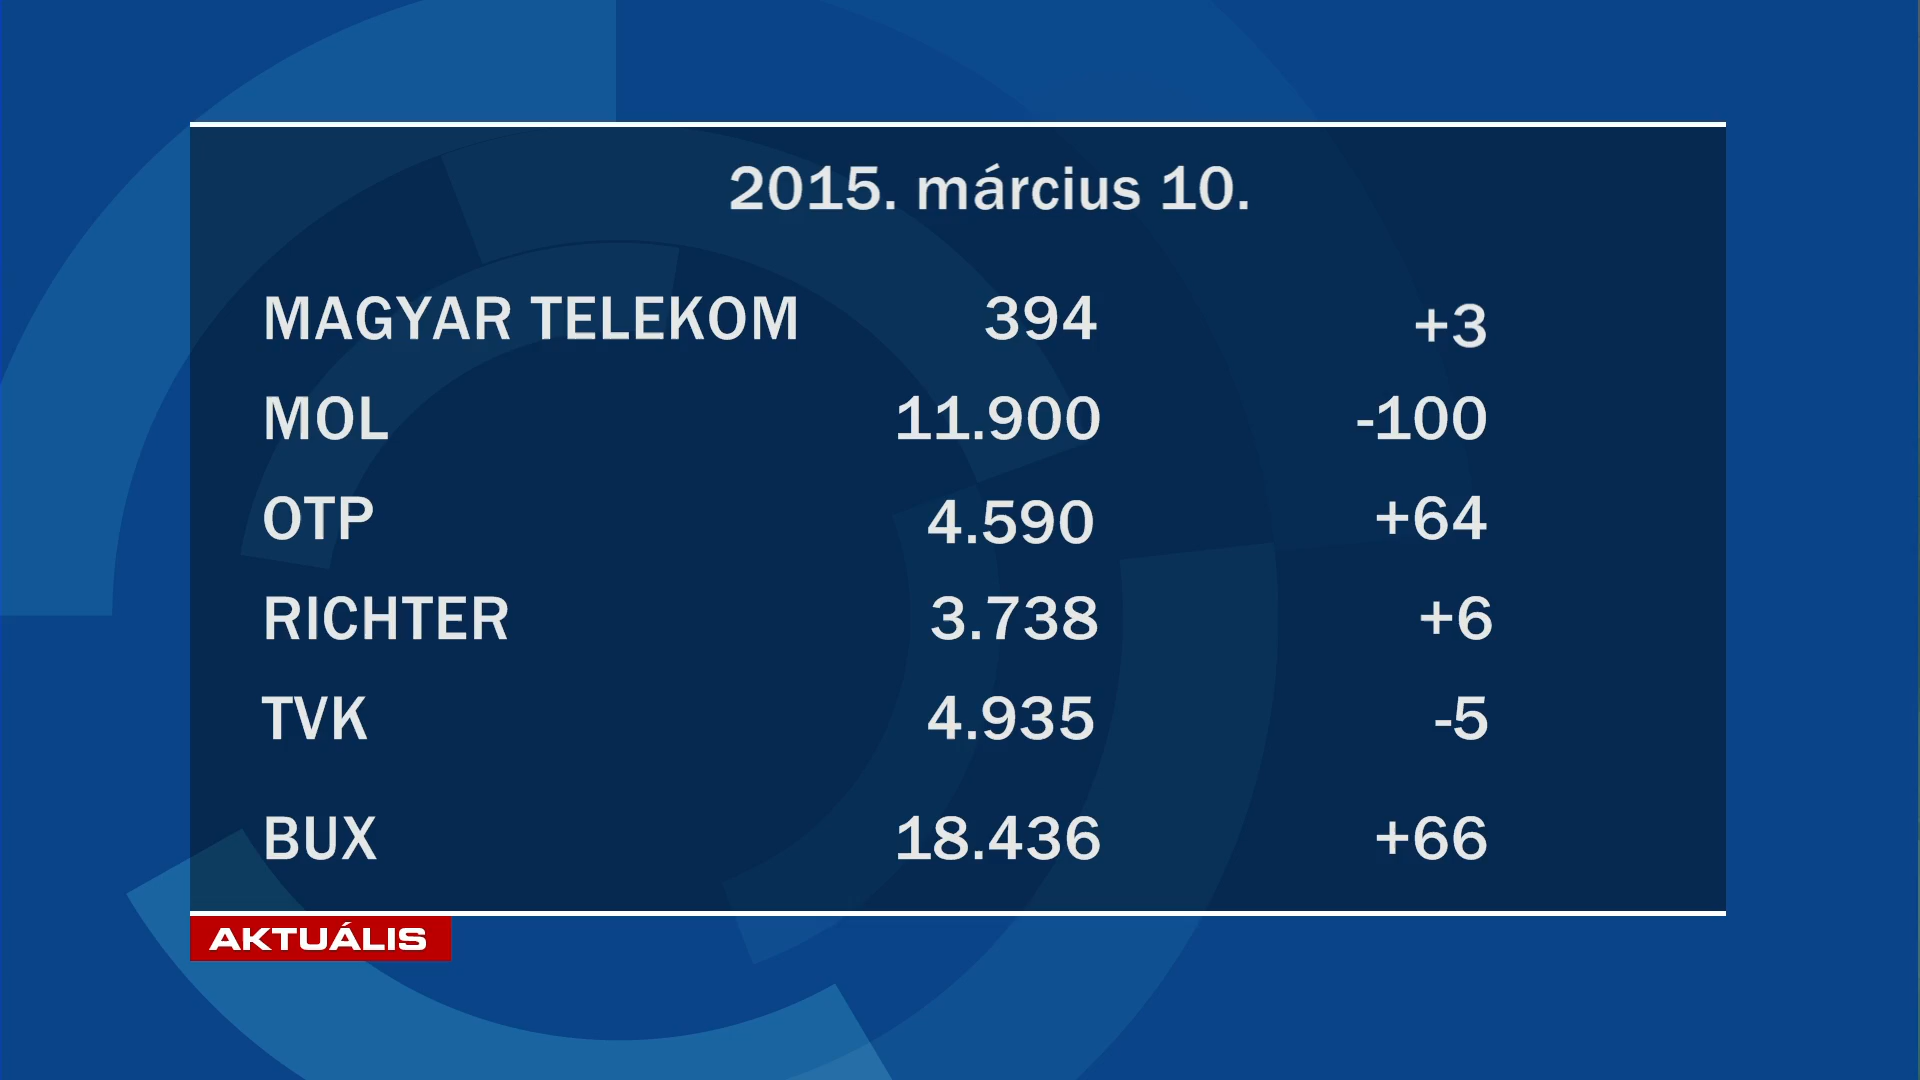 2015. március 10.
MAGYAR TELEKOM 394 +3
MOL 11.900 -100
OTP 4.590 +64
RICHTER 3.738 +6
TVK 4.935 -5
BUX 18.436 +66
AKTUÁLIS